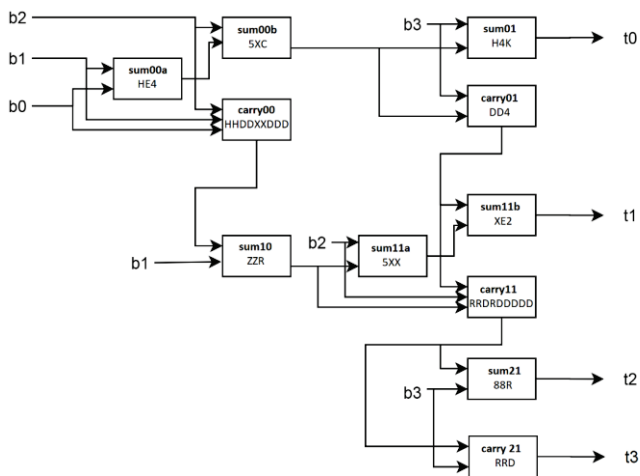 b2
b1
b0
sum00a
HE4
sum00b
5XC
carry00
HHDDXXDDD
b3
sum01
H4K
t0
carry01
DD4
b1
sum10
ZZR
b2
sum11a
5XX
sum11b
XE2
t1
carry11
RRDRDDDDD
b3
sum21
88R
t2
carry 21
RRD
t3